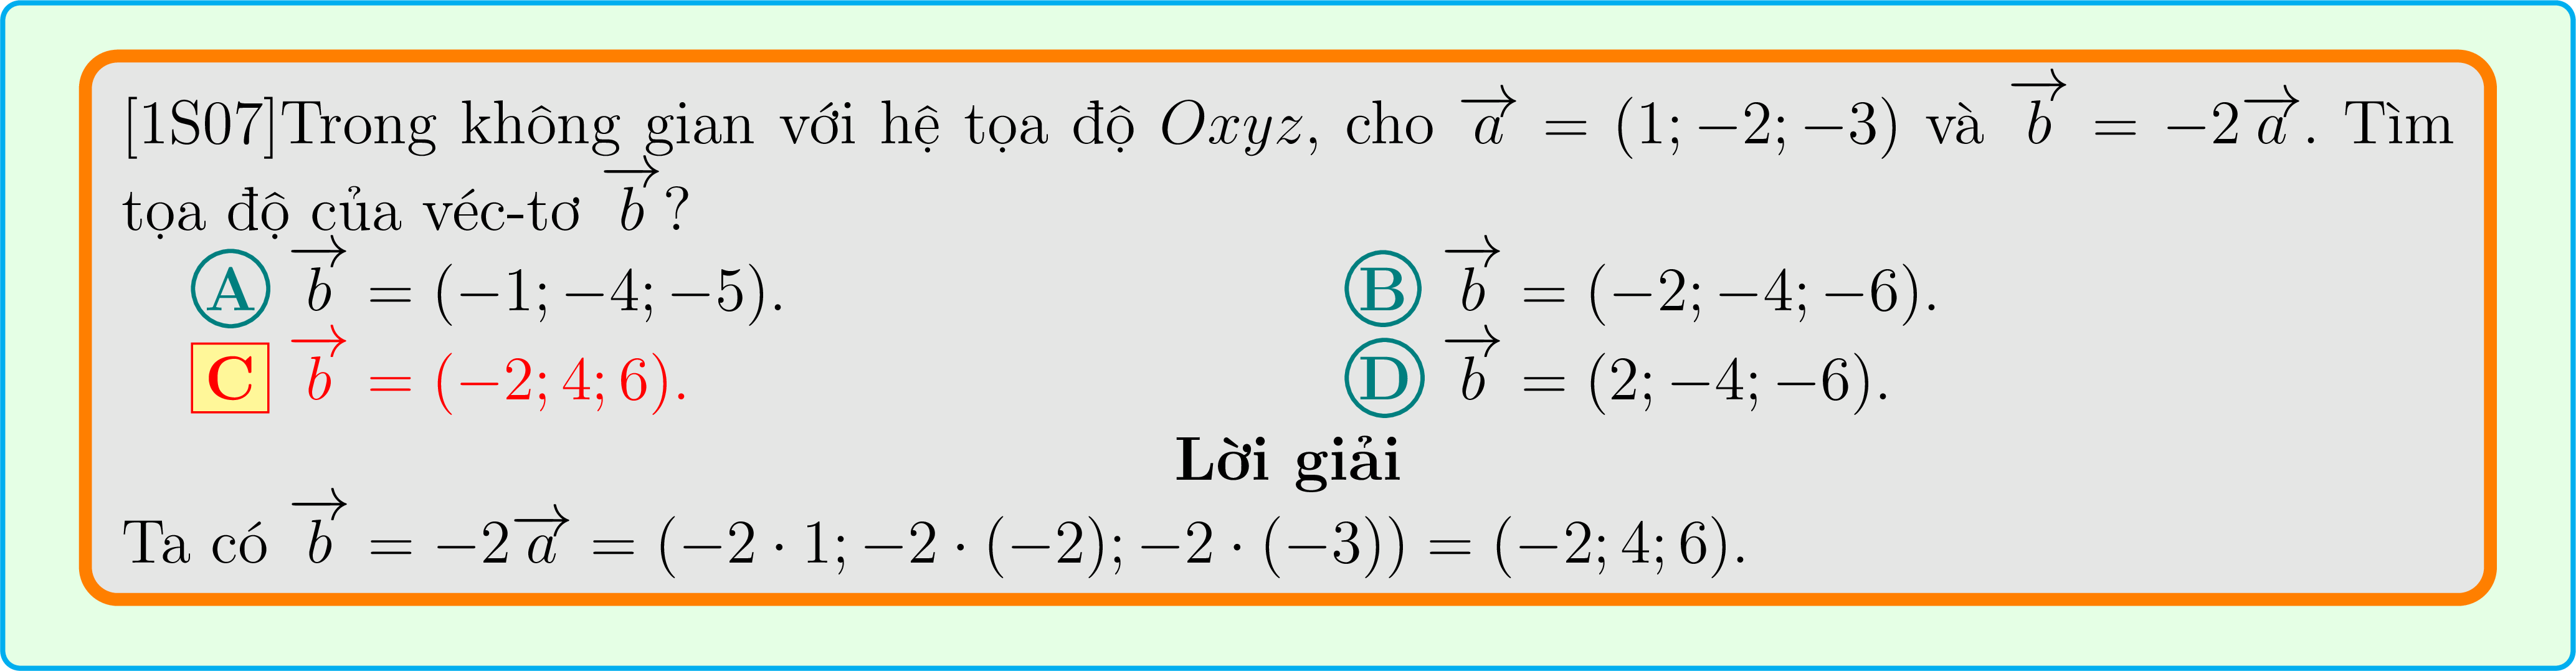 [1S07]Trong không gian với hệ tọa độ $Oxyz$, cho $\overrightarrow{a} = (1; -2; -3)$ và $\overrightarrow{b} = -2\overrightarrow{a}$. Tìm
tọa độ của véc-tơ $\overrightarrow{b}$?
A $\overrightarrow{b} = (-1; -4; -5)$. B $\overrightarrow{b} = (-2; -4; -6)$.
C $\overrightarrow{b} = (-2; 4; 6)$. D $\overrightarrow{b} = (2; -4; -6)$.
Lời giải
Ta có $\overrightarrow{b} = -2\overrightarrow{a} = (-2 \cdot 1; -2 \cdot (-2); -2 \cdot (-3)) = (-2; 4; 6)$.